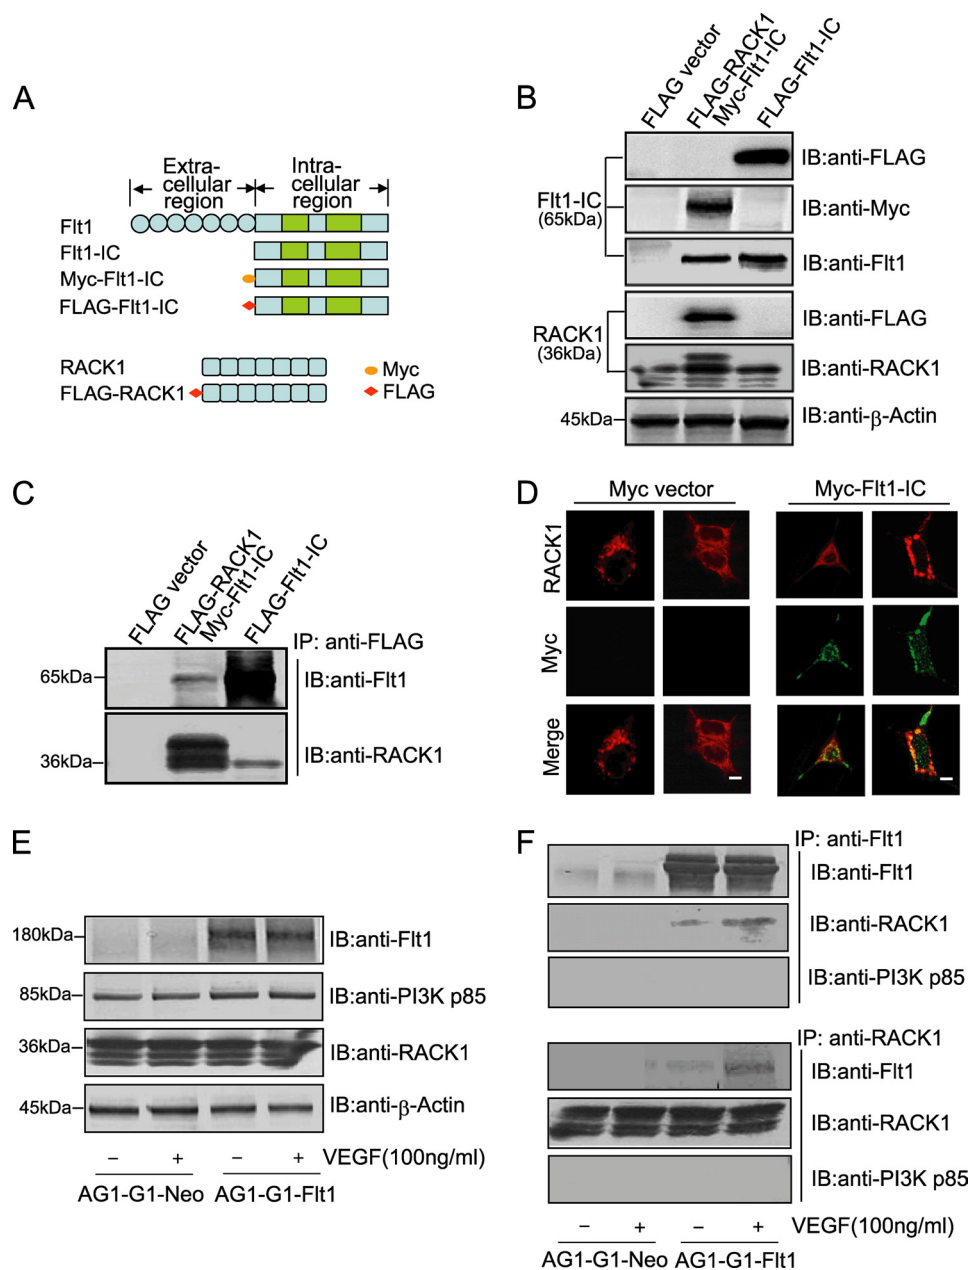 A
Extra-
cellular
region
Intra-
cellular
region
Flt1
Flt1-IC
Myc-Flt1-IC
FLAG-Flt1-IC
RACK1
FLAG-RACK1
Myc
FLAG
B
FLAG vector
FLAG-RACK1
Myc-Flt1-IC
FLAG-Flt1-IC
Flt1-IC
(65kDa)
IB:anti-FLAG
IB:anti-Myc
IB:anti-Flt1
RACK1
(36kDa)
IB:anti-FLAG
IB:anti-RACK1
45kDa
IB:anti-β-Actin
C
FLAG vector
FLAG-RACK1
Myc-Flt1-IC
FLAG-Flt1-IC
IP: anti-FLAG
65kDa
IB:anti-Flt1
36kDa
IB:anti-RACK1
D
Myc vector
Myc-Flt1-IC
RACK1
Myc
Merge
E
180kDa
IB:anti-Flt1
85kDa
IB:anti-PI3K p85
36kDa
IB:anti-RACK1
45kDa
IB:anti-β-Actin
– + – + VEGF(100ng/ml)
AG1-G1-Neo AG1-G1-Flt1
F
IP: anti-Flt1
IB:anti-Flt1
IB:anti-RACK1
IB:anti-PI3K p85
IP: anti-RACK1
IB:anti-Flt1
IB:anti-RACK1
IB:anti-PI3K p85
– + – + VEGF(100ng/ml)
AG1-G1-Neo AG1-G1-Flt1